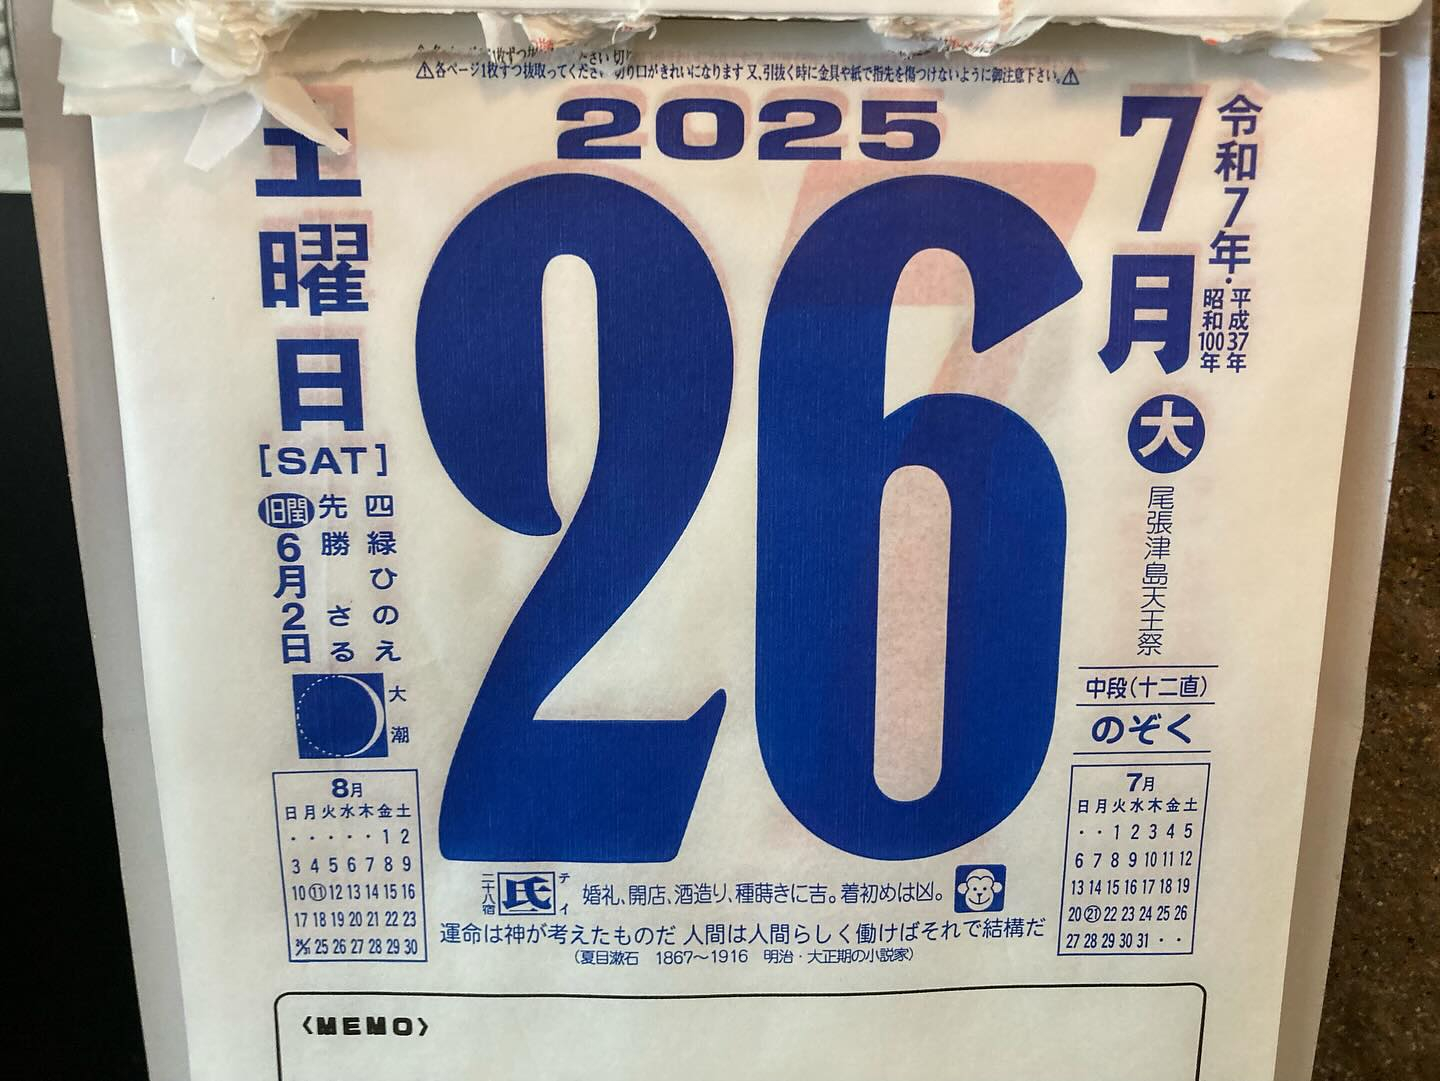 ⚠各ページ1枚ずつ抜取ってください 切り口がきれいになります 又、引抜く時に金具や紙で指先を傷つけないように御注意下さい。⚠
2025
7月
令和7年・平成37年
昭和100年
大
尾張津島天王祭
中段(十二直)
のぞく
土曜日
[SAT]
四緑ひのえ
先勝 さる
旧閏6月2日
大潮
8月
日月火水木金土
・・・・・1 2
3 4 5 6 7 8 9
10 11 12 13 14 15 16
17 18 19 20 21 22 23
24/31 25 26 27 28 29 30
26
7月
日月火水木金土
・・1 2 3 4 5
6 7 8 9 10 11 12
13 14 15 16 17 18 19
20 21 22 23 24 25 26
27 28 29 30 31・・
二十八宿 氐 テイ 婚礼、開店、酒造り、種蒔きに吉。着初めは凶。
運命は神が考えたものだ 人間は人間らしく働けばそれで結構だ
(夏目漱石 1867〜1916 明治・大正期の小説家)
〈MEMO〉